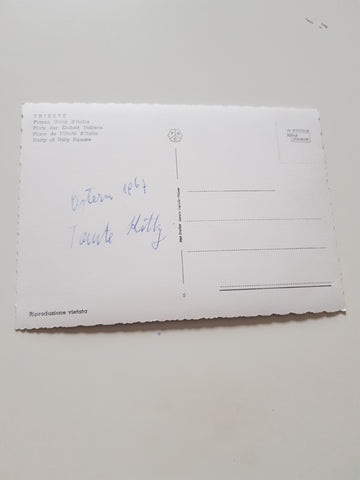 TRIESTE
Piazza Unità d'Italia
Platz der Einheit Italiens
Place de l'Unité d'Italie
Unity of Italy Square
Ostern 1967
Tante
5
Riproduzione vietata